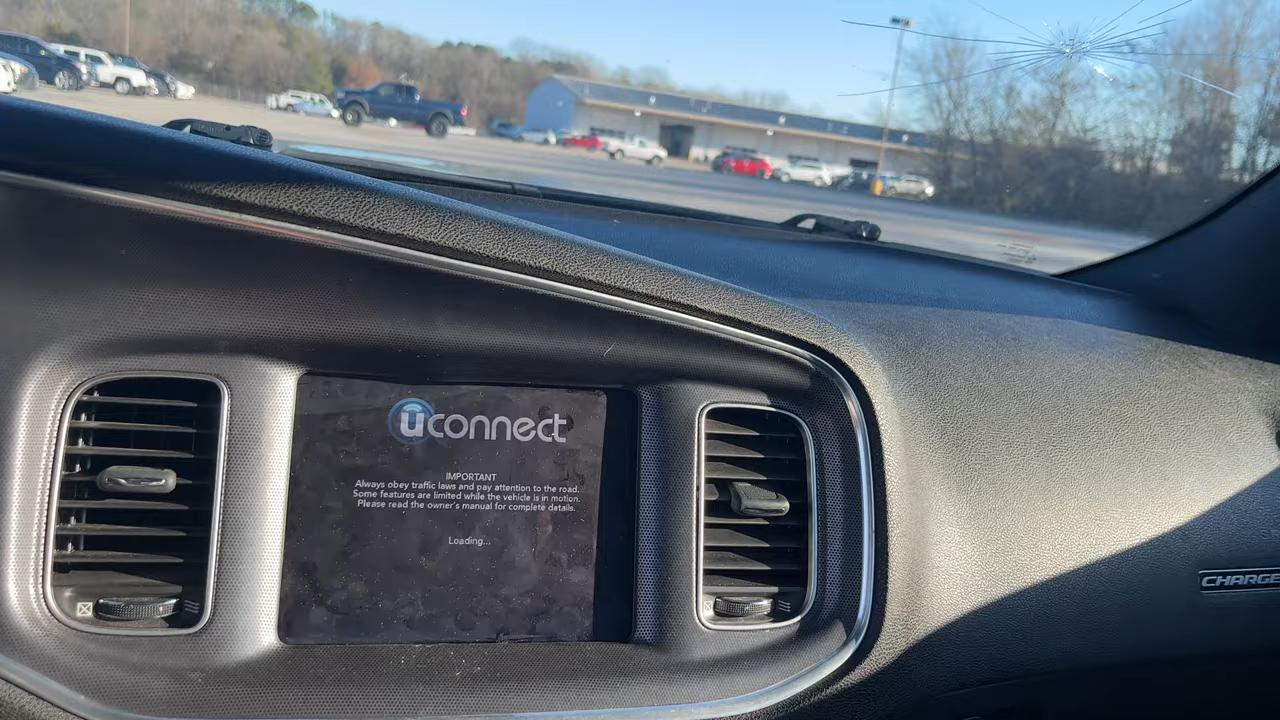 uconnect
IMPORTANT
Always obey traffic laws and pay attention to the road.
Some features are limited while the vehicle is in motion.
Please read the owner's manual for complete details.
Loading...
CHARGE